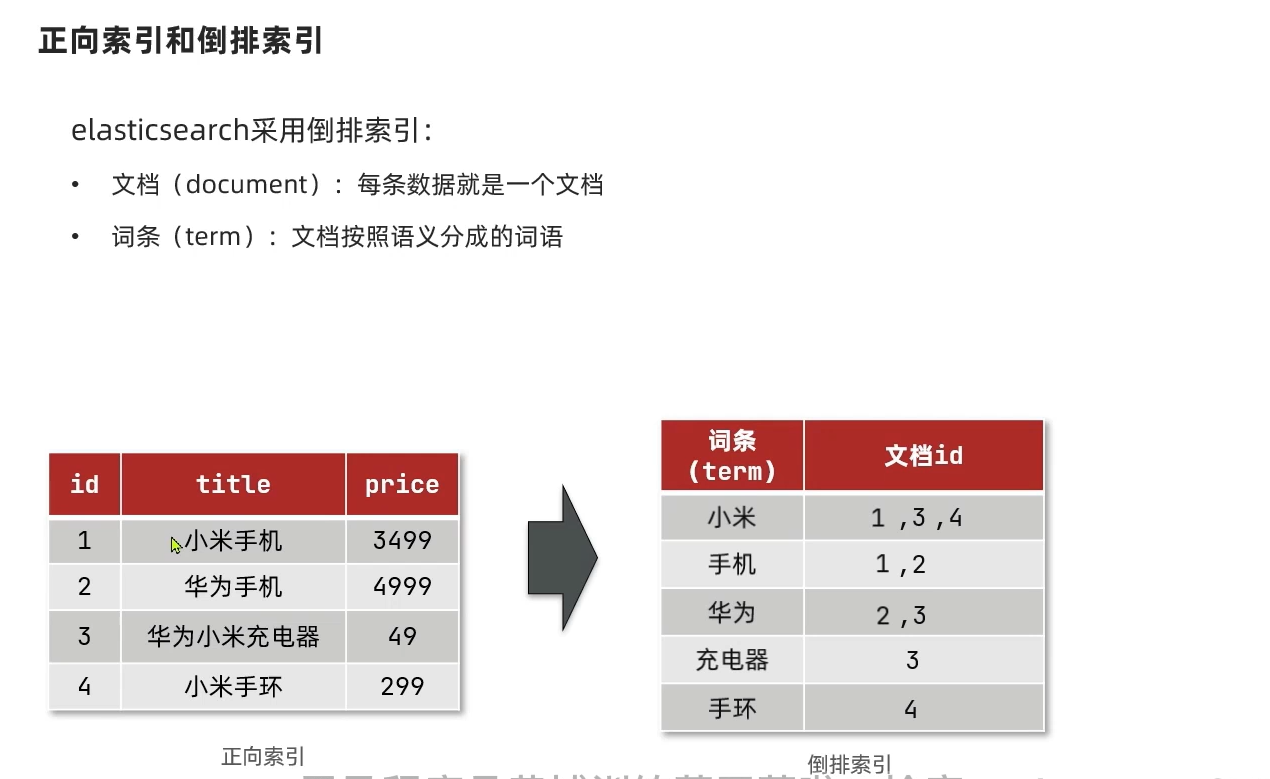 正向索引和倒排索引
elasticsearch采用倒排索引：
• 文档（document）：每条数据就是一个文档
• 词条（term）：文档按照语义分成的词语
id title price
1 小米手机 3499
2 华为手机 4999
3 华为小米充电器 49
4 小米手环 299
正向索引
词条
(term) 文档id
小米 1 ,3 ,4
手机 1 ,2
华为 2 ,3
充电器 3
手环 4
倒排索引